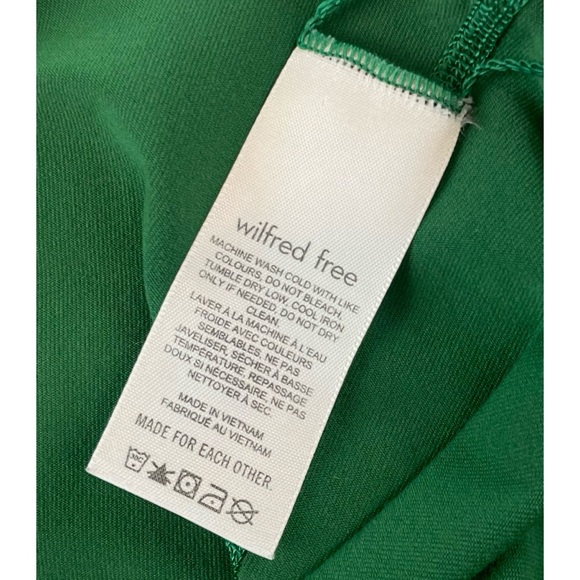 wilfred free
MACHINE WASH COLD WITH LIKE
COLOURS, DO NOT BLEACH,
TUMBLE DRY LOW, COOL IRON
ONLY IF NEEDED. DO NOT DRY
CLEAN.
LAVER À LA MACHINE À L'EAU
FROIDE AVEC COULEURS
SEMBLABLES, NE PAS
JAVELISER, SÉCHER À BASSE
TEMPÉRATURE, REPASSAGE
DOUX SI NÉCESSAIRE. NE PAS
NETTOYER À SEC.
MADE IN VIETNAM
FABRIQUÉ AU VIETNAM
MADE FOR EACH OTHER.
30C